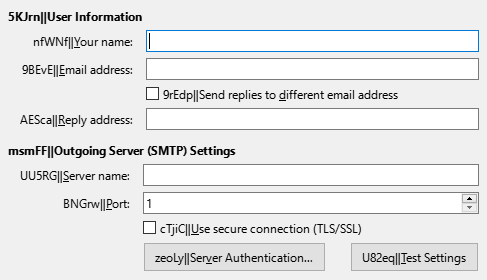 5KJrn||User Information
nfWNf||Your name:
9BEvE||Email address:
9rEdp||Send replies to different email address
AESca||Reply address:
msmFF||Outgoing Server (SMTP) Settings
UU5RG||Server name:
BNGrw||Port: 1
cTjiC||Use secure connection (TLS/SSL)
zeoLy||Server Authentication... U82eq||Test Settings